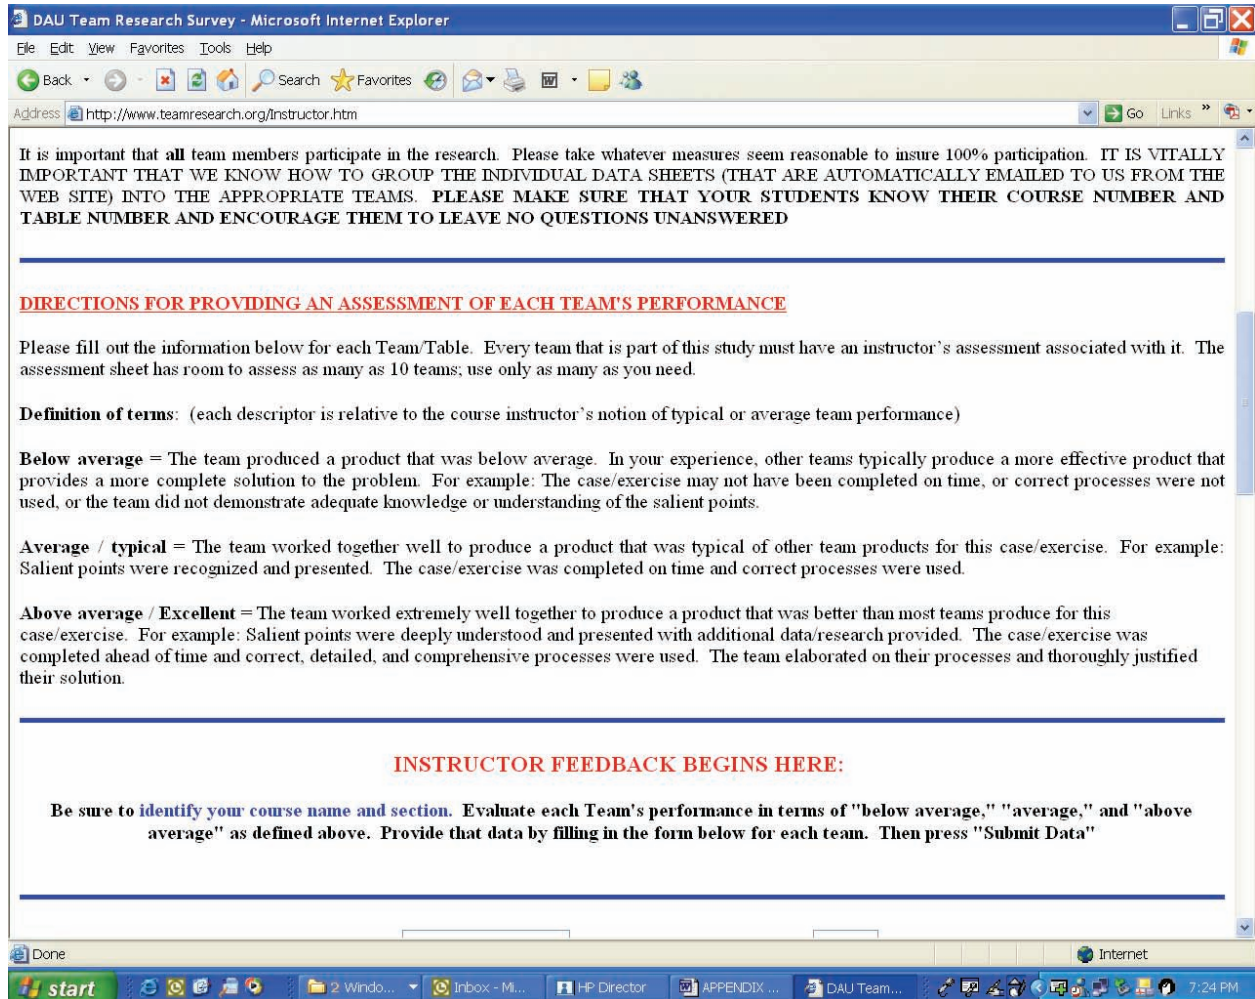 DAU Team Research Survey - Microsoft Internet Explorer
File Edit View Favorites Tools Help
Back Search Favorites
Address http://www.teamresearch.org/Instructor.htm Go Links »
It is important that all team members participate in the research. Please take whatever measures seem reasonable to insure 100% participation. IT IS VITALLY
IMPORTANT THAT WE KNOW HOW TO GROUP THE INDIVIDUAL DATA SHEETS (THAT ARE AUTOMATICALLY EMAILED TO US FROM THE
WEB SITE) INTO THE APPROPRIATE TEAMS. PLEASE MAKE SURE THAT YOUR STUDENTS KNOW THEIR COURSE NUMBER AND
TABLE NUMBER AND ENCOURAGE THEM TO LEAVE NO QUESTIONS UNANSWERED
DIRECTIONS FOR PROVIDING AN ASSESSMENT OF EACH TEAM'S PERFORMANCE
Please fill out the information below for each Team/Table. Every team that is part of this study must have an instructor's assessment associated with it. The
assessment sheet has room to assess as many as 10 teams; use only as many as you need.
Definition of terms: (each descriptor is relative to the course instructor's notion of typical or average team performance)
Below average = The team produced a product that was below average. In your experience, other teams typically produce a more effective product that
provides a more complete solution to the problem. For example: The case/exercise may not have been completed on time, or correct processes were not
used, or the team did not demonstrate adequate knowledge or understanding of the salient points.
Average / typical = The team worked together well to produce a product that was typical of other team products for this case/exercise. For example:
Salient points were recognized and presented. The case/exercise was completed on time and correct processes were used.
Above average / Excellent = The team worked extremely well together to produce a product that was better than most teams produce for this
case/exercise. For example: Salient points were deeply understood and presented with additional data/research provided. The case/exercise was
completed ahead of time and correct, detailed, and comprehensive processes were used. The team elaborated on their processes and thoroughly justified
their solution.
INSTRUCTOR FEEDBACK BEGINS HERE:
Be sure to identify your course name and section. Evaluate each Team's performance in terms of "below average," "average," and "above
average" as defined above. Provide that data by filling in the form below for each team. Then press "Submit Data"
Done Internet
start 2 Windo... Inbox - Mi... HP Director APPENDIX ... DAU Team... 7:24 PM